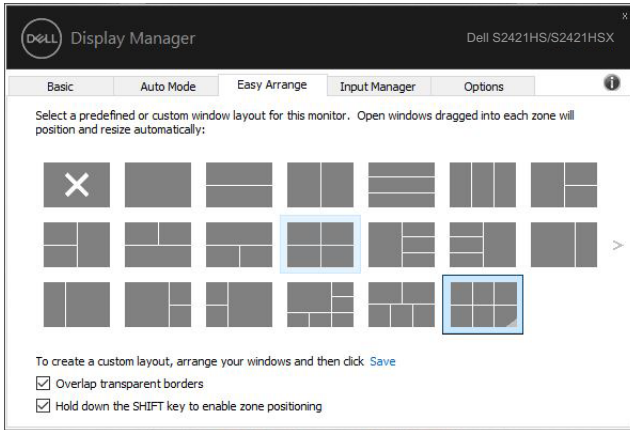 x
DELL Display Manager
Dell S2421HS/S2421HSX
Basic Auto Mode Easy Arrange Input Manager Options i
Select a predefined or custom window layout for this monitor. Open windows dragged into each zone will
position and resize automatically:
>
To create a custom layout, arrange your windows and then click Save
Overlap transparent borders
Hold down the SHIFT key to enable zone positioning